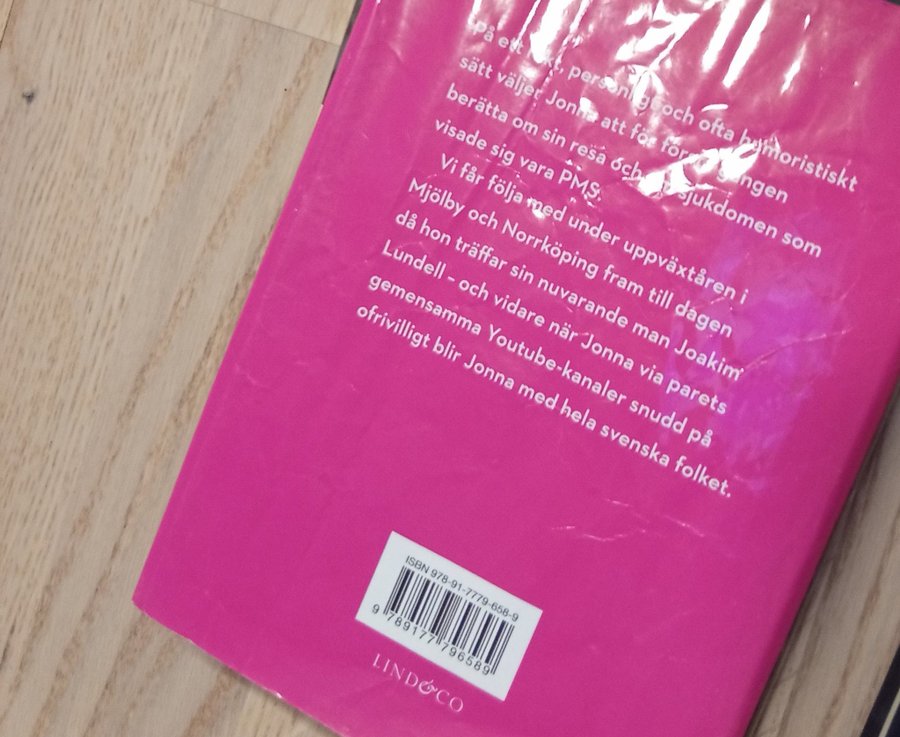 På ett , personligt och ofta humoristiskt
sätt väljer Jonna att för första gången
berätta om sin resa och sjukdomen som
visade sig vara PMS.
Vi får följa med under uppväxtåren i
Mjölby och Norrköping fram till dagen
då hon träffar sin nuvarande man Joakim
Lundell – och vidare när Jonna via parets
gemensamma Youtube-kanaler snudd på
ofrivilligt blir Jonna med hela svenska folket.
ISBN 978-91-7779-658-9
9 789177 796589
LIND&CO